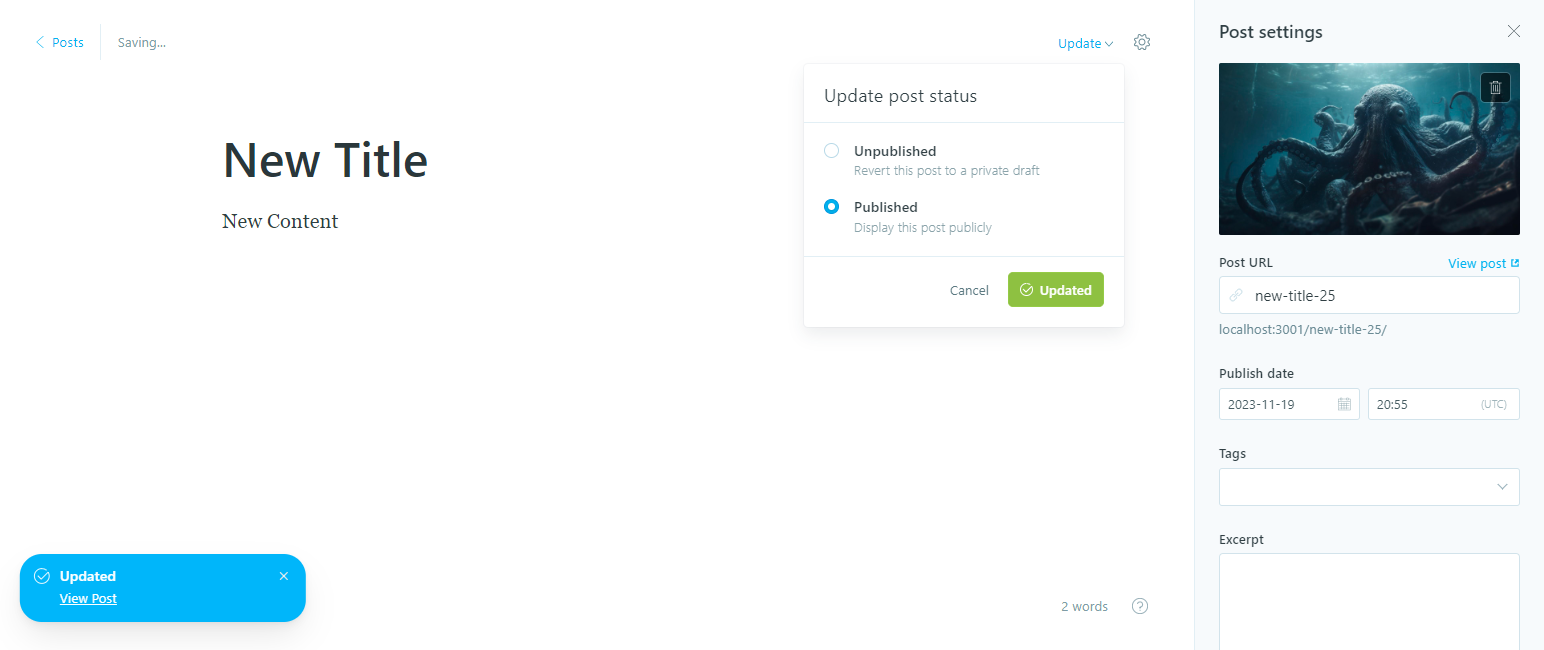 Posts
Saving...
Update
Update post status
Unpublished
Revert this post to a private draft
Published
Display this post publicly
Cancel
Updated
New Title
New Content
Updated
View Post
2 words
?
Post settings
Post URL
View post
new-title-25
localhost:3001/new-title-25/
Publish date
2023-11-19
20:55
(UTC)
Tags
Excerpt